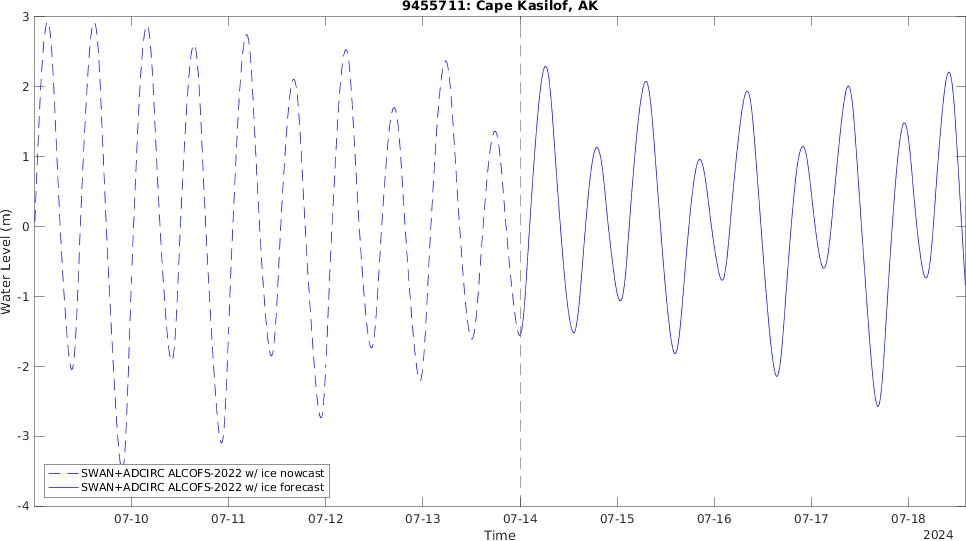 9455711: Cape Kasilof, AK
3
2
1
0
-1
-2
-3
-4
Water Level (m)
SWAN+ADCIRC ALCOFS-2022 w/ ice nowcast
SWAN+ADCIRC ALCOFS-2022 w/ ice forecast
07-10 07-11 07-12 07-13 07-14 07-15 07-16 07-17 07-18
Time
2024